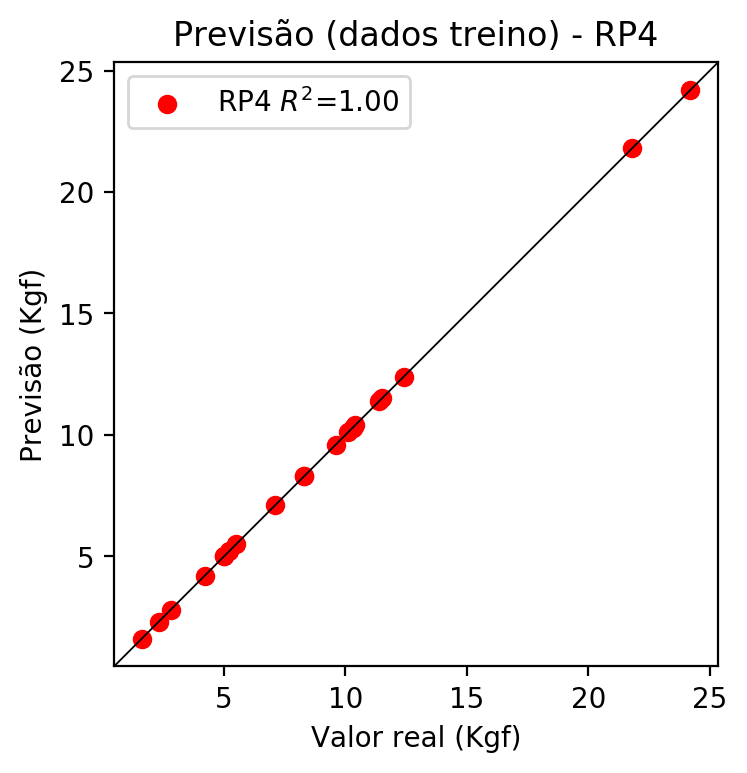 Previsão (dados treino) - RP4
RP4 R²=1.00
Previsão (Kgf)
25
20
15
10
5
5 10 15 20 25
Valor real (Kgf)